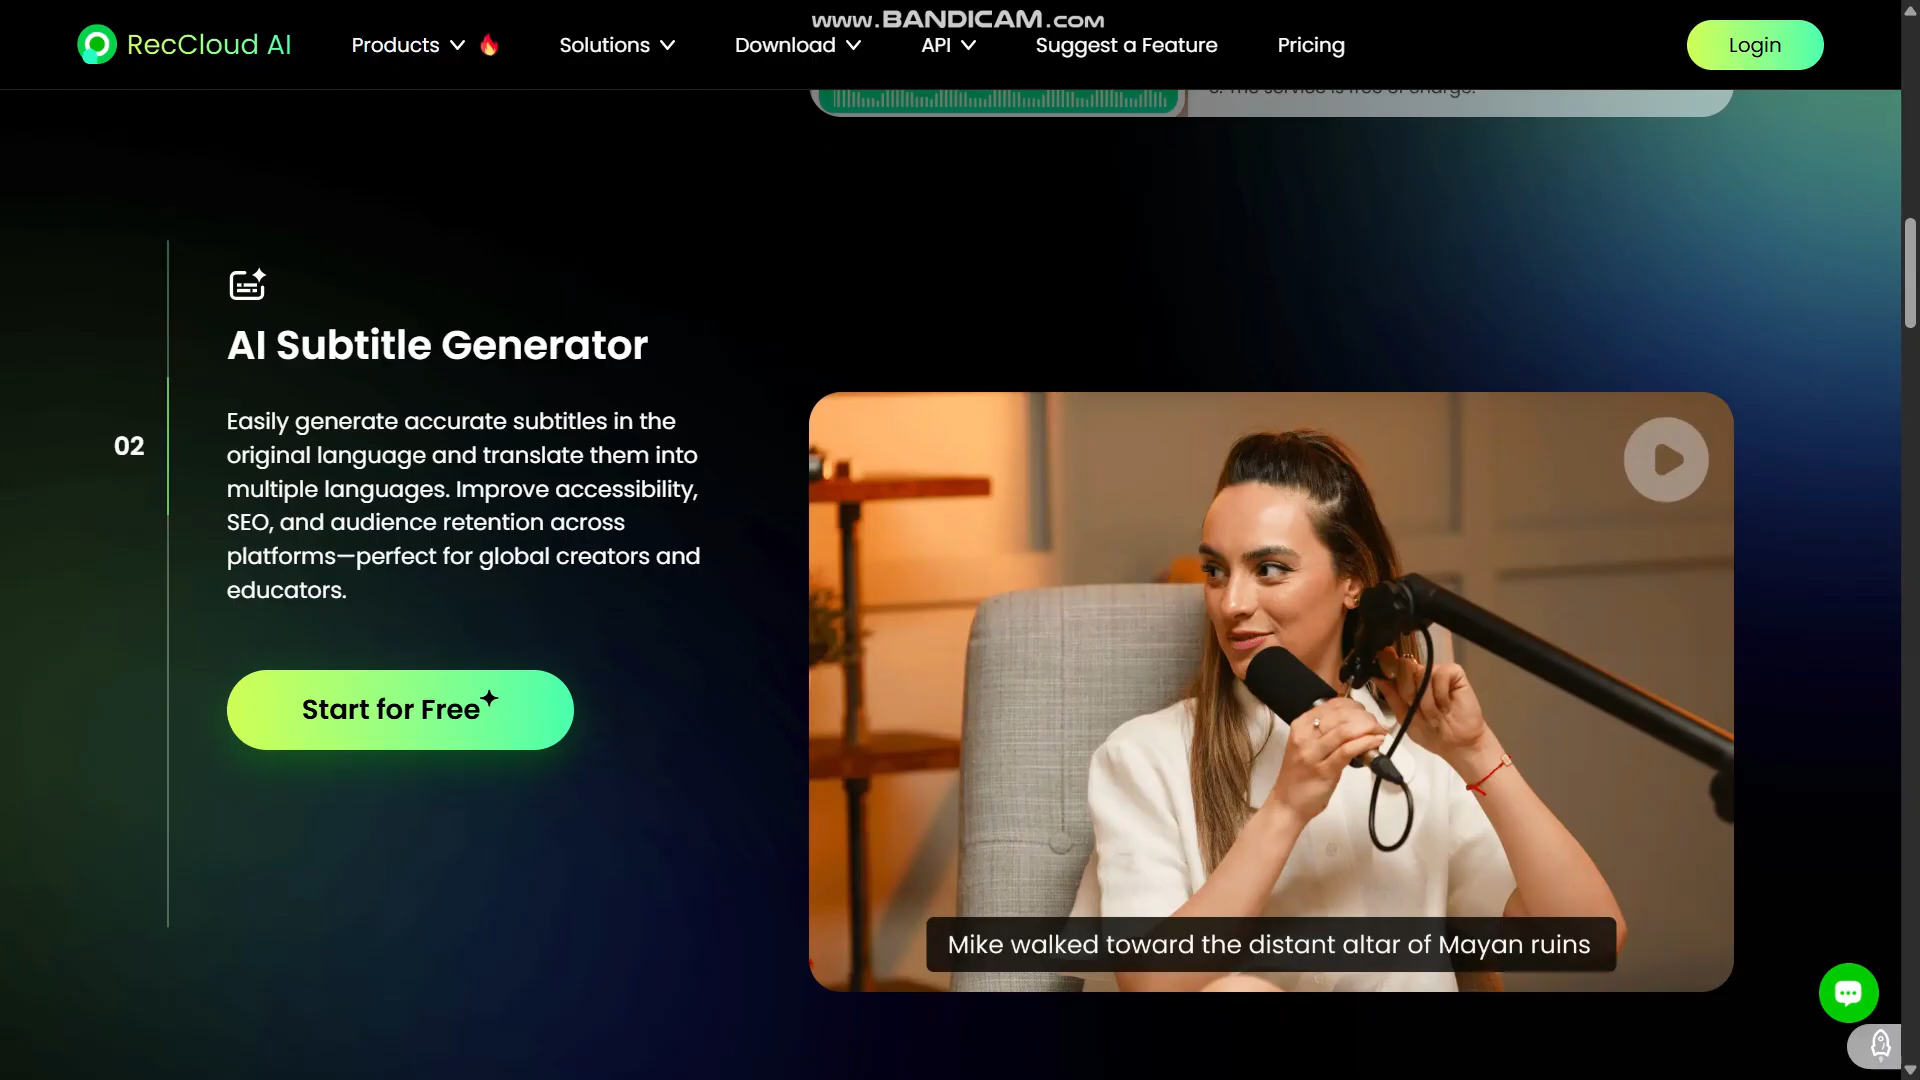 www.BANDICAM.com
RecCloud AI
Products
Solutions
Download
API
Suggest a Feature
Pricing
Login
AI Subtitle Generator
02
Easily generate accurate subtitles in the
original language and translate them into
multiple languages. Improve accessibility,
SEO, and audience retention across
platforms—perfect for global creators and
educators.
Start for Free
Mike walked toward the distant altar of Mayan ruins